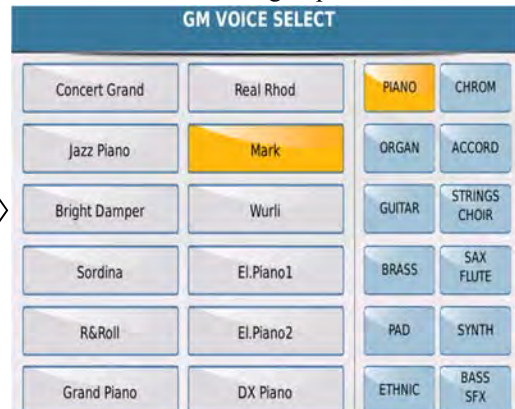 GM VOICE SELECT
Concert Grand Real Rhod PIANO CHROM
Jazz Piano Mark ORGAN ACCORD
Bright Damper Wurli GUITAR STRINGS
CHOIR
Sordina El.Piano1 BRASS SAX
FLUTE
R&Roll El.Piano2 PAD SYNTH
Grand Piano DX Piano ETHNIC BASS
SFX